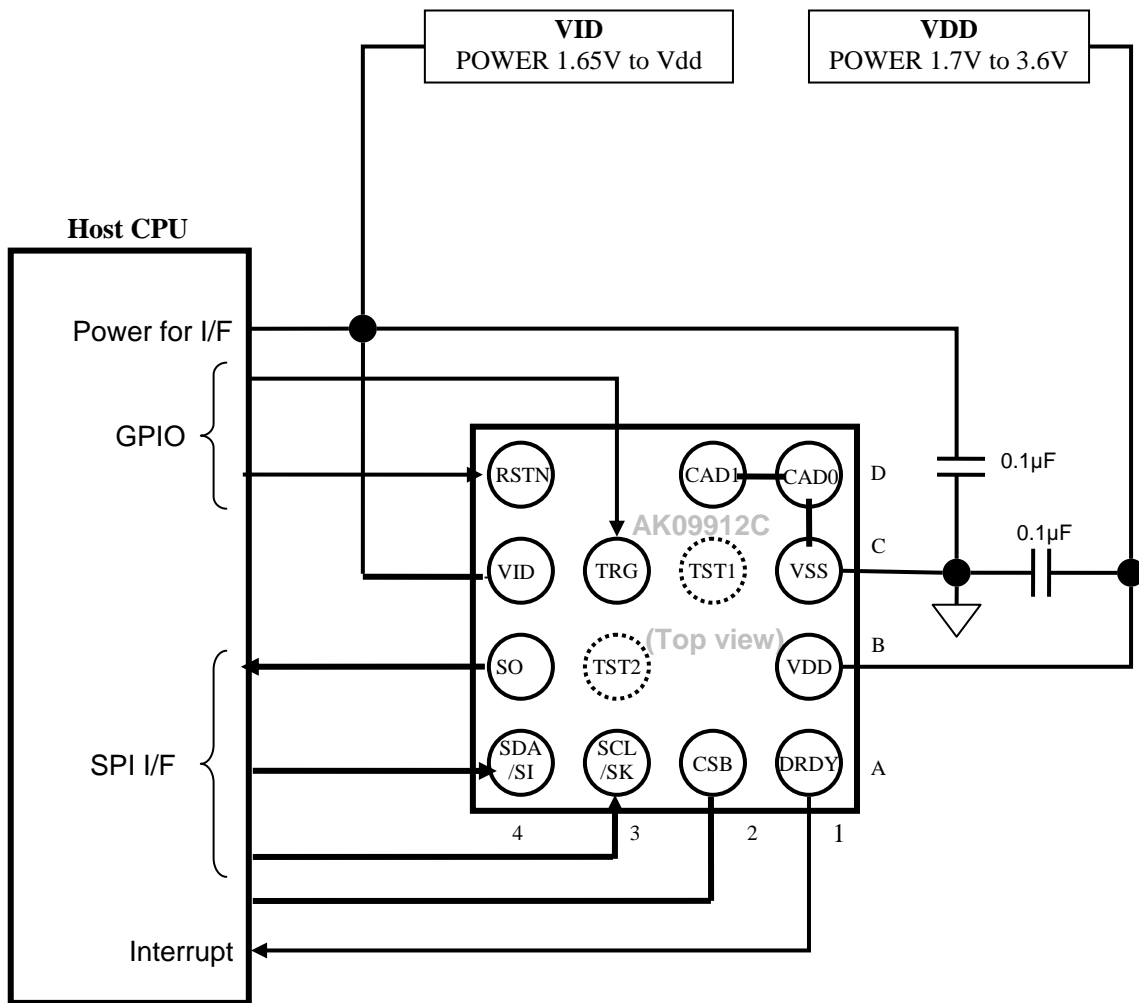 VID
POWER 1.65V to Vdd
VDD
POWER 1.7V to 3.6V
Host CPU
Power for I/F
GPIO
RSTN
CAD1
CAD0
D
0.1µF
AK09912C
0.1µF
VID
TRG
TST1
VSS
C
(Top view)
SO
TST2
VDD
B
SPI I/F
SDA
/SI
SCL
/SK
CSB
DRDY
A
4
3
2
1
Interrupt